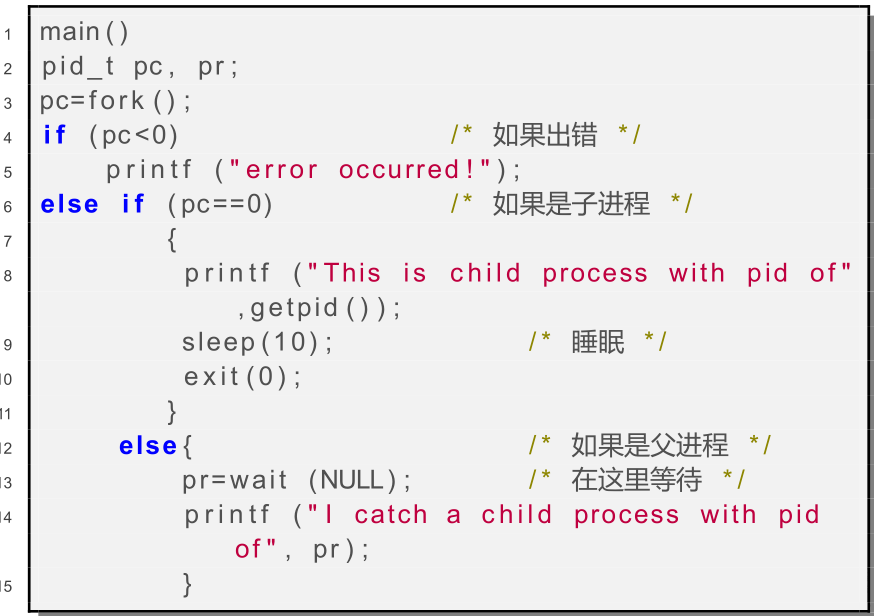 1 main()
2 pid_t pc, pr;
3 pc=fork();
4 if (pc<0) /* 如果出错 */
5 printf ("error occurred!");
6 else if (pc==0) /* 如果是子进程 */
7 {
8 printf ("This is child process with pid of"
,getpid());
9 sleep(10); /* 睡眠 */
10 exit(0);
11 }
12 else{ /* 如果是父进程 */
13 pr=wait (NULL); /* 在这里等待 */
14 printf ("I catch a child process with pid
of", pr);
15 }